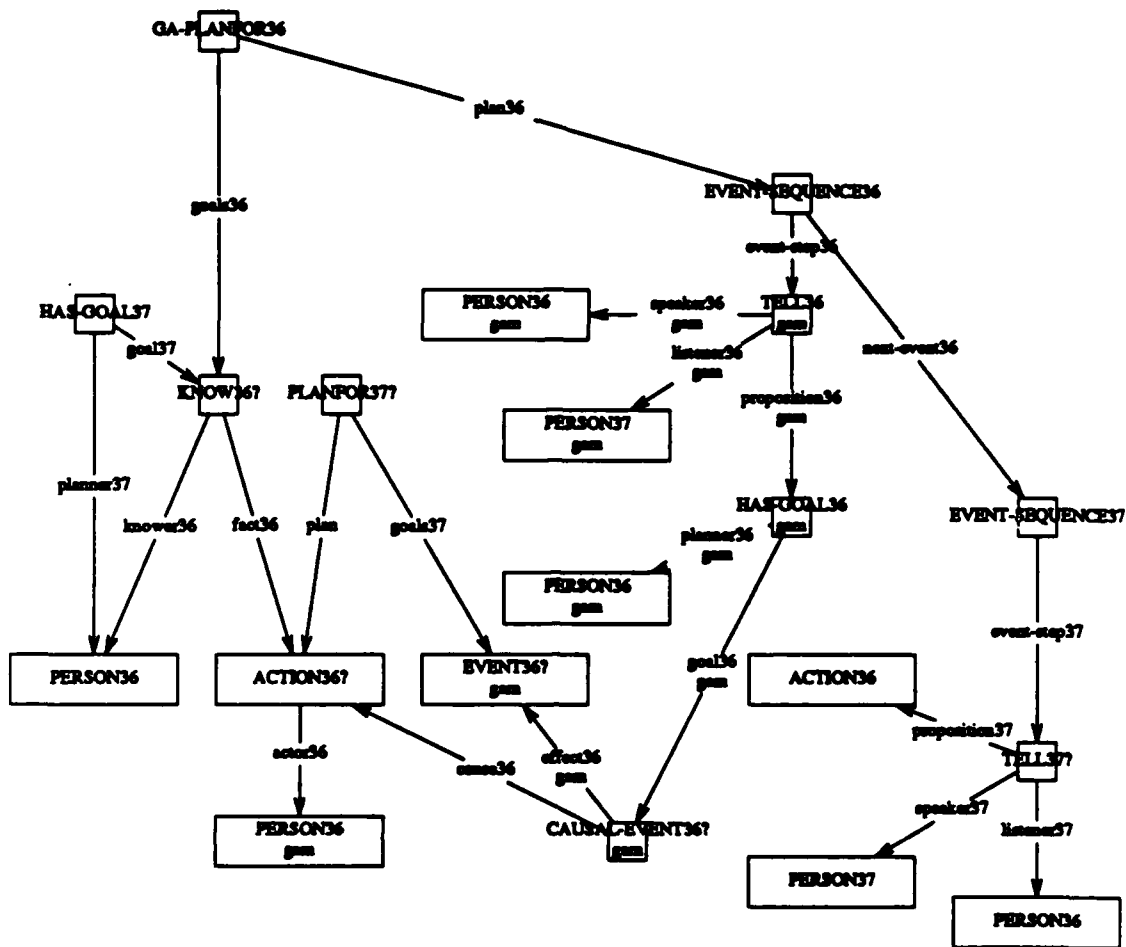 GA-PLANFOR36
plan36
EVENT-SEQUENCE36
goals36
event-step36
HAS-GOAL37
PERSON36
gam
speaker36
gam
TELL36
gam
goal37
listener36
gam
next-event36
KNOW36?
PLANFOR37?
proposition36
gam
PERSON37
gam
planner37
HAS-GOAL36
gam
EVENT-SEQUENCE37
knower36
fact36
plan
goals37
planner36
gam
PERSON36
gam
event-step37
PERSON36
ACTION36?
EVENT36?
gam
goal36
gam
ACTION36
proposition37
actor36
effect36
gam
TELL37?
speaker37
PERSON36
gam
CAUSAL-EVENT36?
gam
listener37
PERSON37
PERSON36